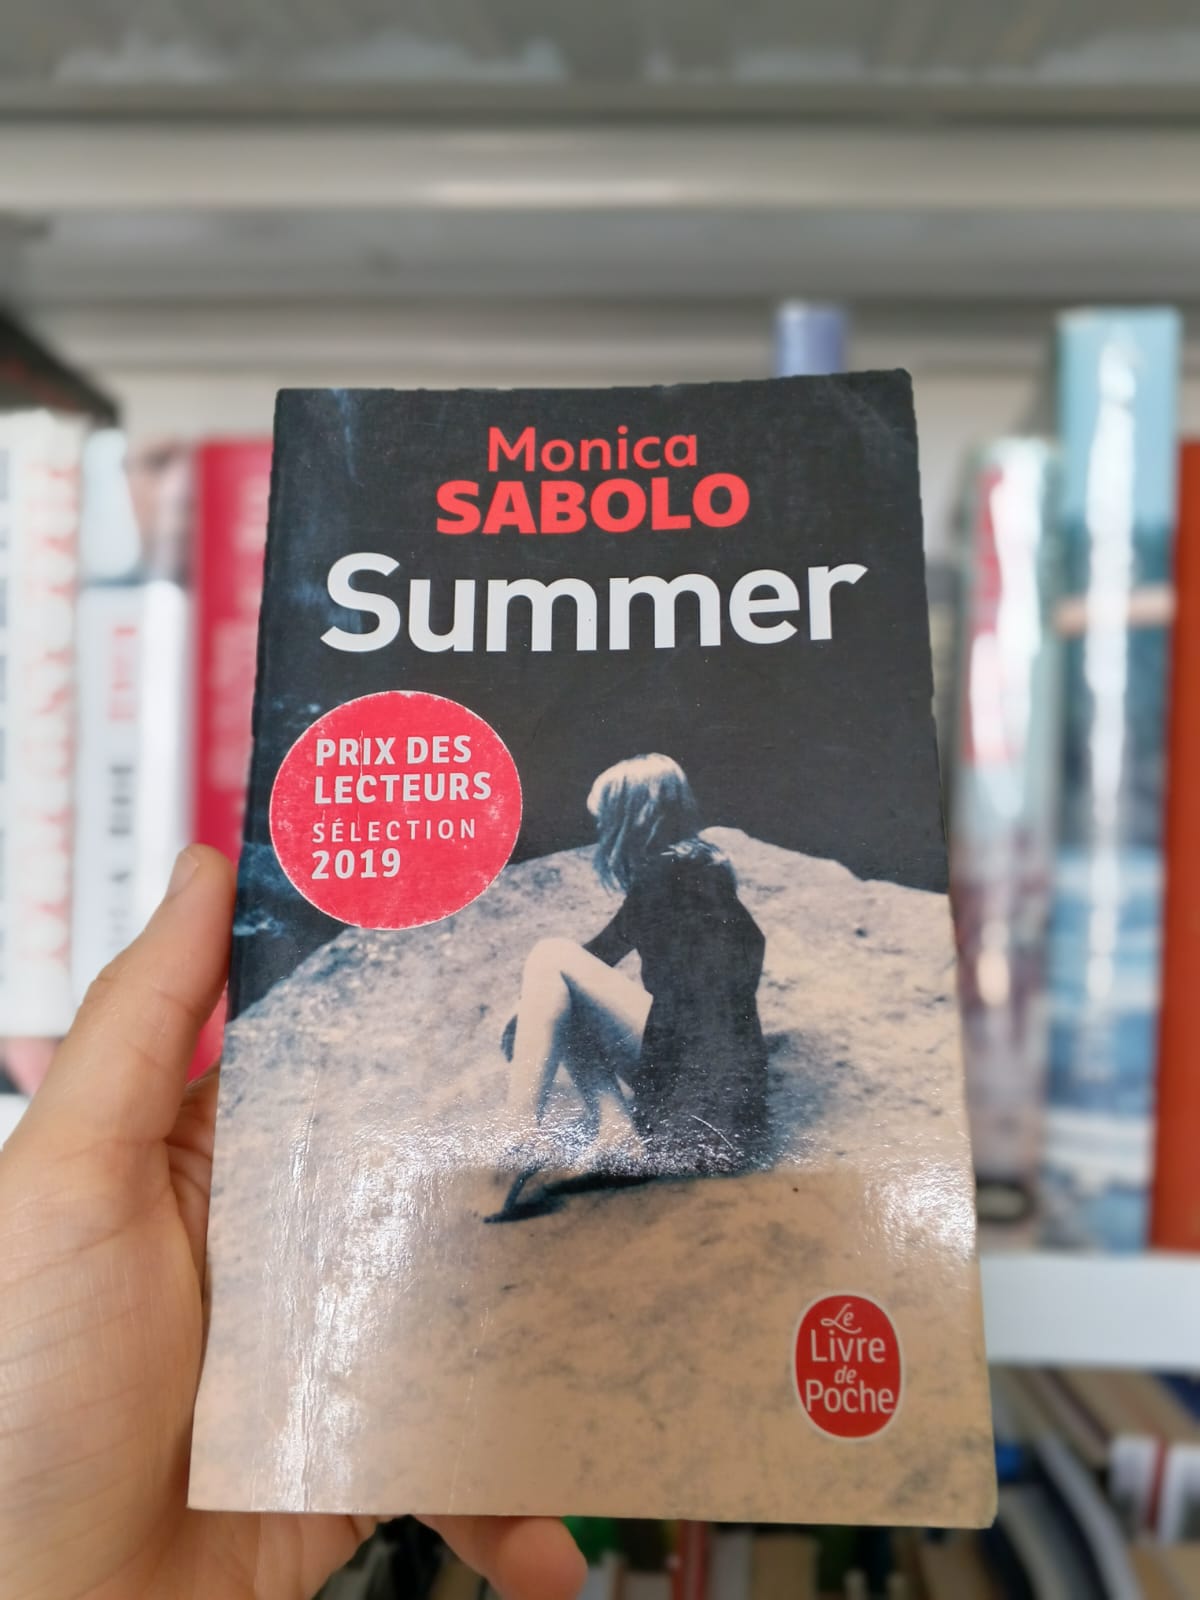 Monica
SABOLO
Summer
PRIX DES
LECTEURS
SÉLECTION
2019
Le
Livre
de
Poche